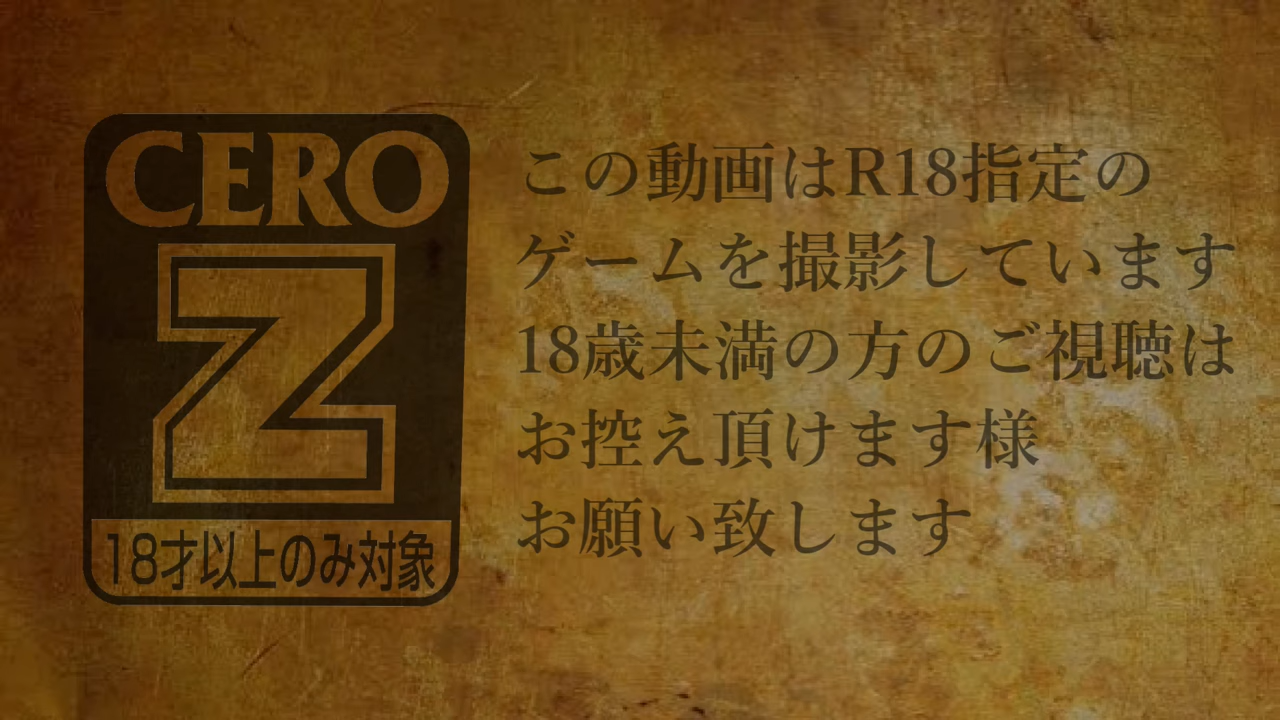 CERO
Z
18才以上のみ対象
この動画はR18指定の
ゲームを撮影しています
18歳未満の方のご視聴は
お控え頂けます様
お願い致します